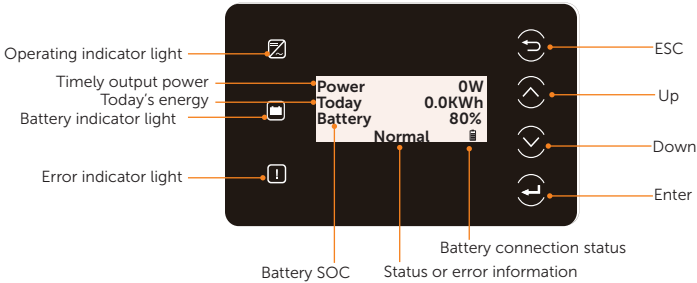 Operating indicator light
Timely output power
Today's energy
Battery indicator light
Error indicator light
Power 0W
Today 0.0KWh
Battery 80%
Normal
ESC
Up
Down
Enter
Battery connection status
Battery SOC
Status or error information